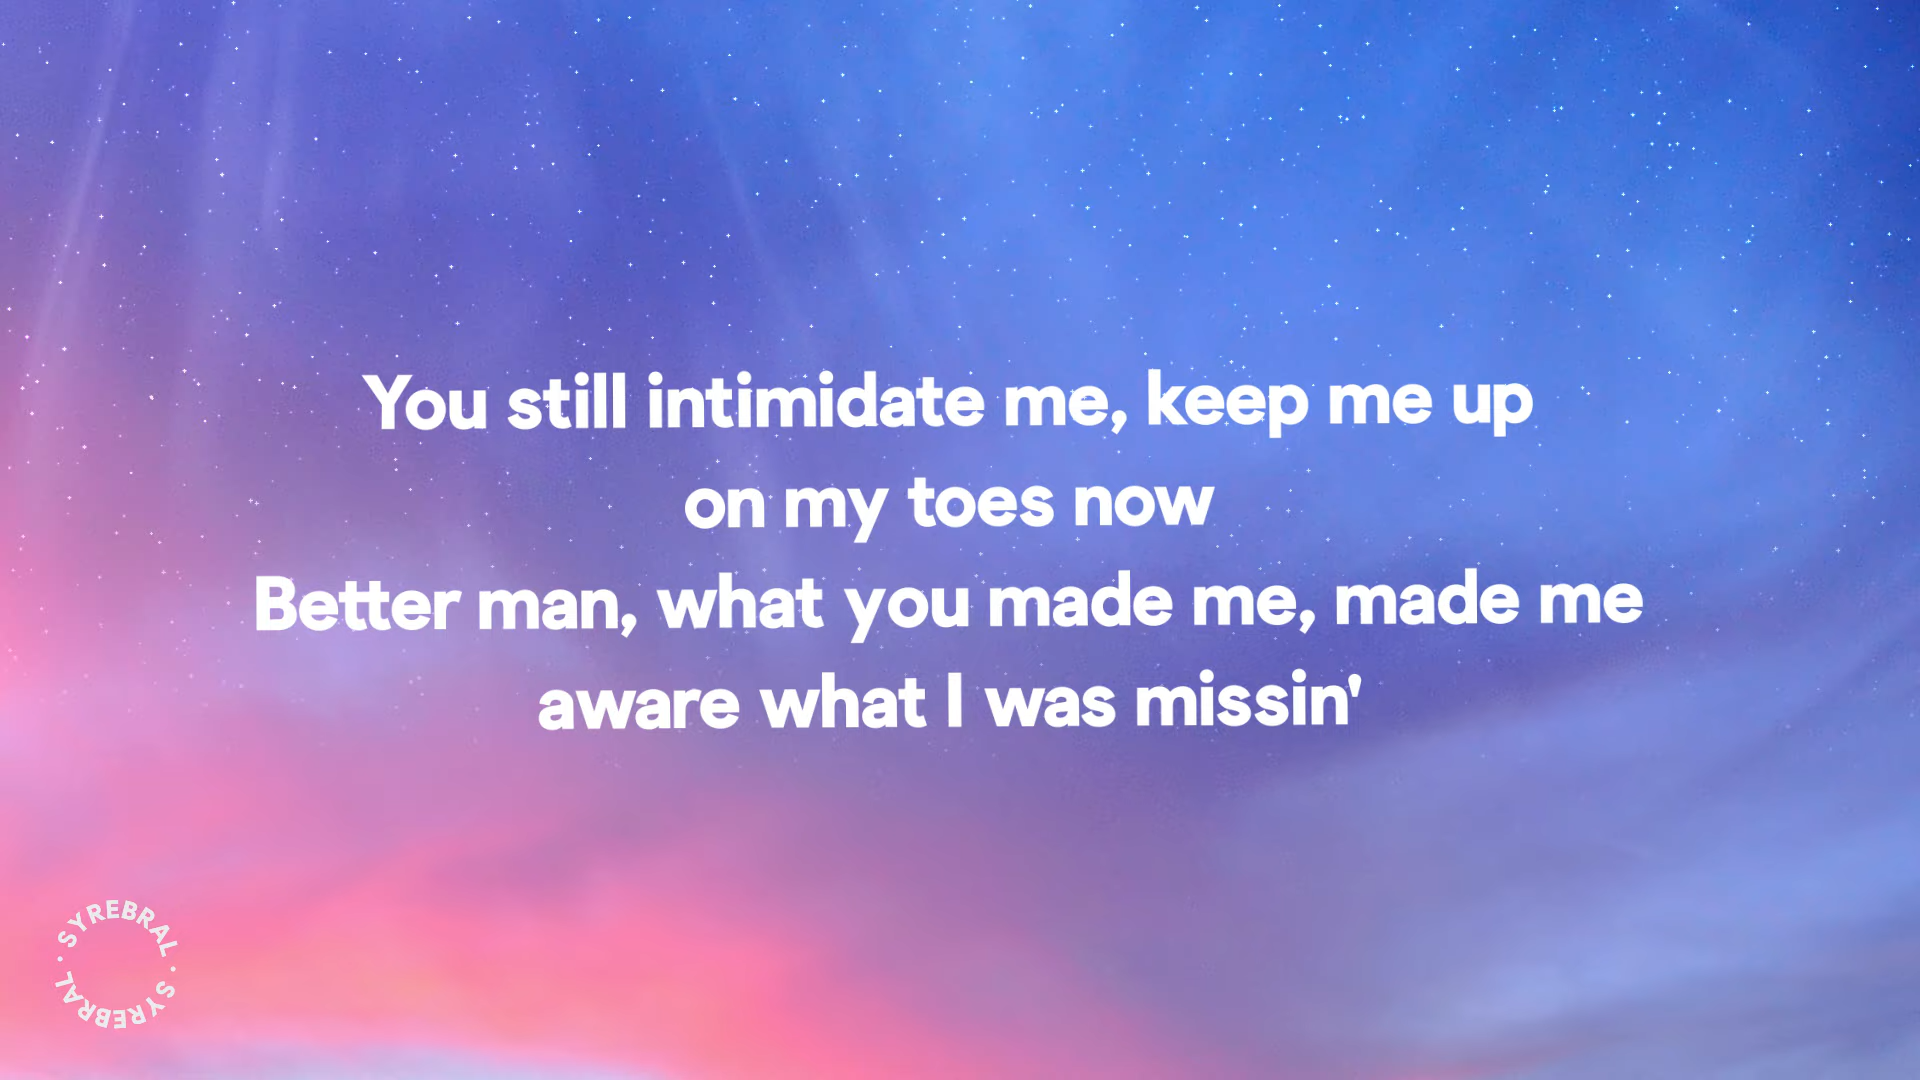 You still intimidate me, keep me up
on my toes now
Better man, what you made me, made me
aware what I was missin'
SYREBRAL · SYREBRAL ·